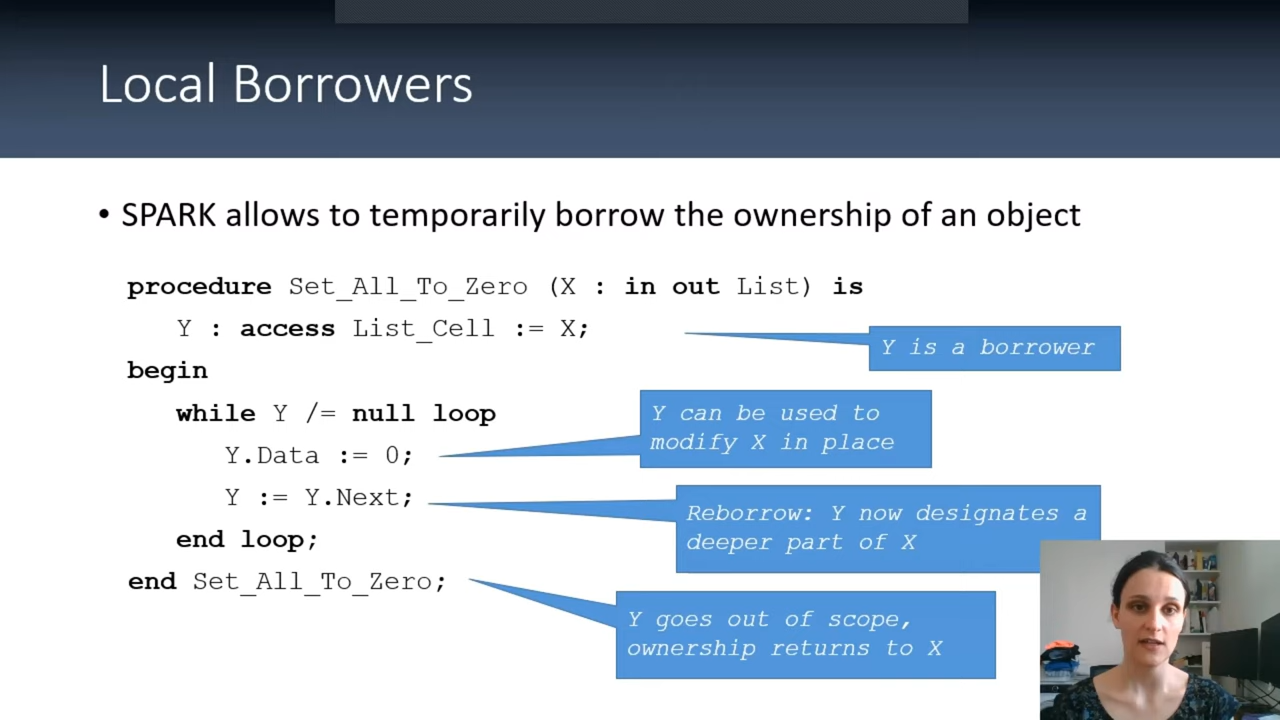 Local Borrowers
• SPARK allows to temporarily borrow the ownership of an object
procedure Set_All_To_Zero (X : in out List) is
Y : access List_Cell := X;
Y is a borrower
begin
while Y /= null loop
Y can be used to
modify X in place
Y.Data := 0;
Y := Y.Next;
Reborrow: Y now designates a
deeper part of X
end loop;
end Set_All_To_Zero;
Y goes out of scope,
ownership returns to X